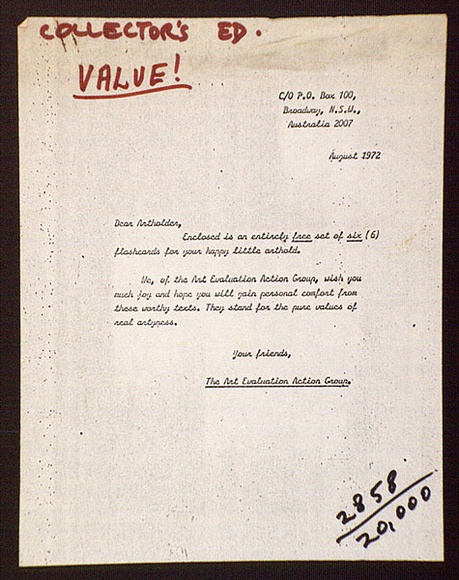 COLLECTOR'S ED.
VALUE!
C/O P.O. Box 100,
Broadway, N.S.W.,
Australia 2007
August 1972
Dear Artholder,
Enclosed is an entirely free set of six (6)
flashcards for your happy little arthold.
We, of the Art Evaluation Action Group, wish you
much joy and hope you will gain personal comfort from
these worthy texts. They stand for the pure values of
real artyness.
Your friends,
The Art Evaluation Action Group.
2858
20,000